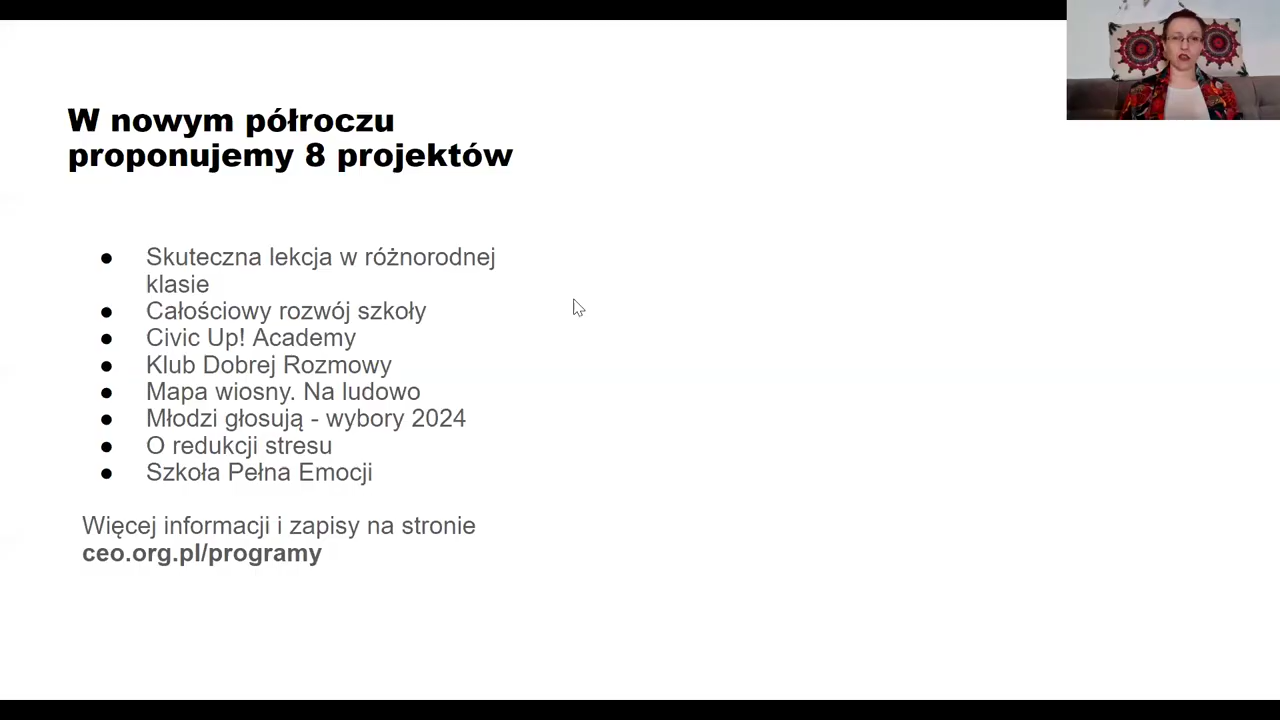 W nowym półroczu
proponujemy 8 projektów
● Skuteczna lekcja w różnorodnej
klasie
● Całościowy rozwój szkoły
● Civic Up! Academy
● Klub Dobrej Rozmowy
● Mapa wiosny. Na ludowo
● Młodzi głosują - wybory 2024
● O redukcji stresu
● Szkoła Pełna Emocji
Więcej informacji i zapisy na stronie
ceo.org.pl/programy